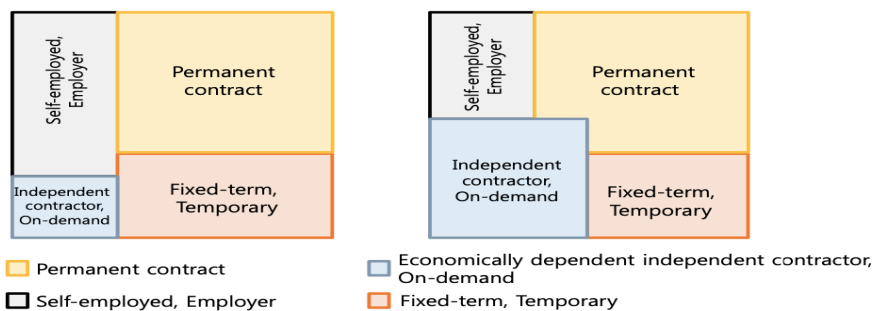 Self-employed,
Employer
Permanent
contract
Independent
contractor,
On-demand
Fixed-term,
Temporary
Self-employed,
Employer
Permanent
contract
Independent
contractor,
On-demand
Fixed-term,
Temporary
Permanent contract
Economically dependent independent contractor,
On-demand
Self-employed, Employer
Fixed-term, Temporary